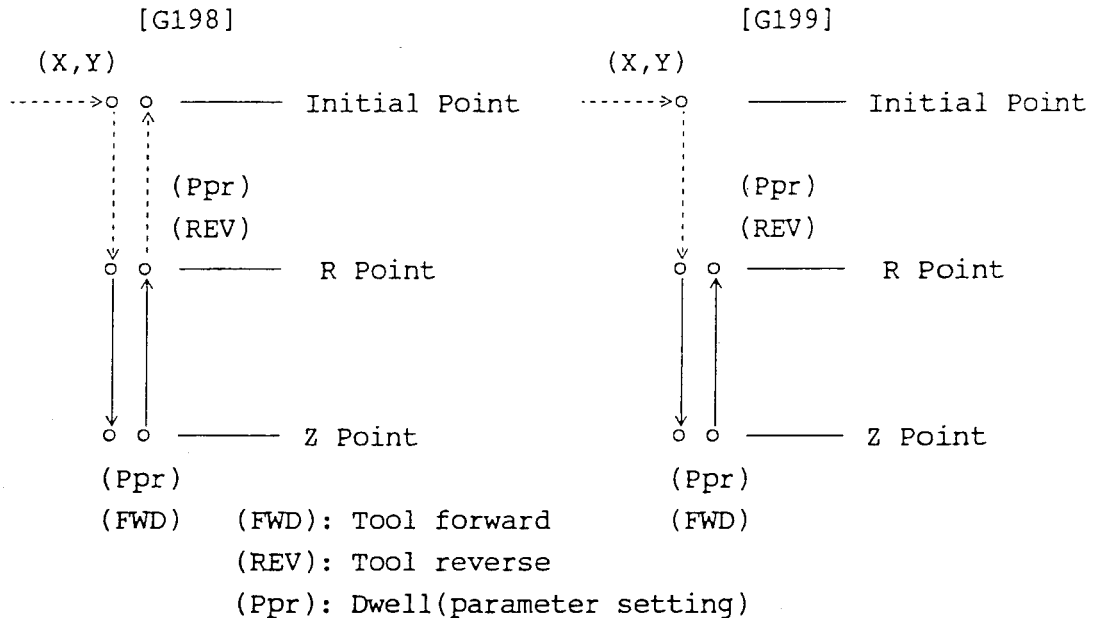 [G198] [G199]
(X,Y) (X,Y)
Initial Point Initial Point
(Ppr) (Ppr)
(REV) (REV)
R Point R Point
Z Point Z Point
(Ppr) (Ppr)
(FWD) (FWD): Tool forward (FWD)
(REV): Tool reverse
(Ppr): Dwell(parameter setting)